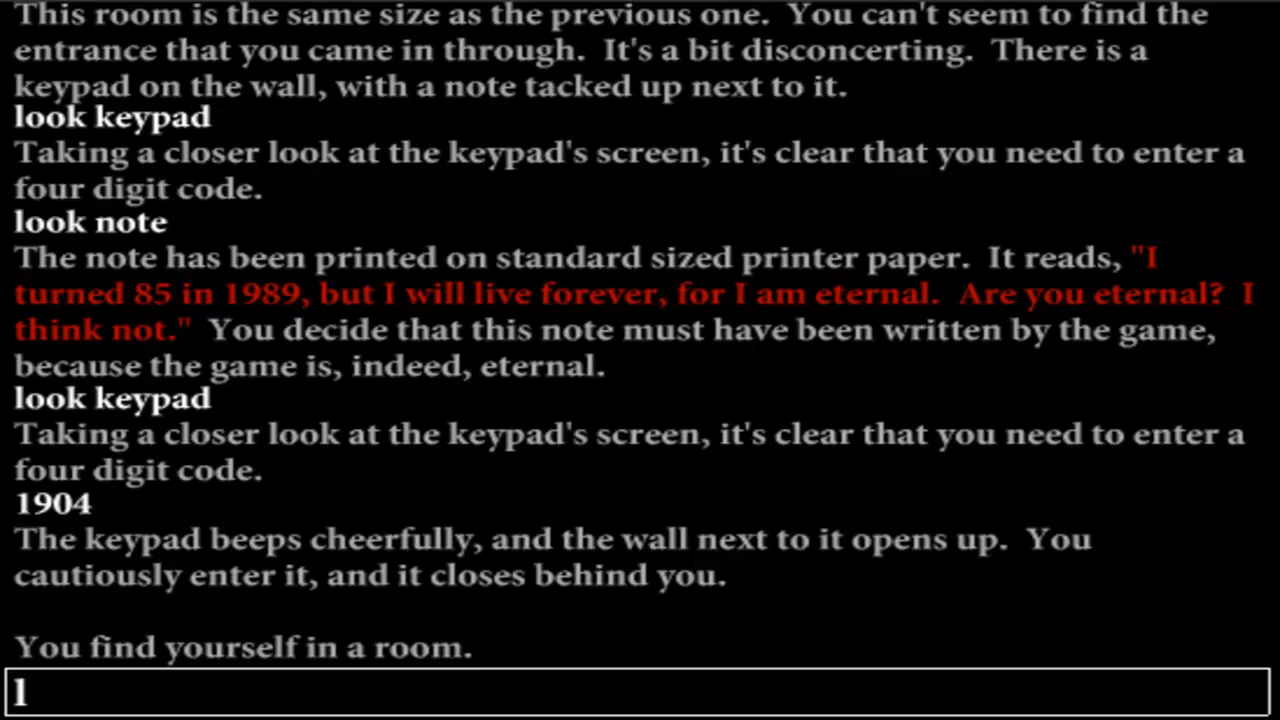 This room is the same size as the previous one.  You can't seem to find the
entrance that you came in through.  It's a bit disconcerting.  There is a
keypad on the wall, with a note tacked up next to it.
look keypad
Taking a closer look at the keypad's screen, it's clear that you need to enter a
four digit code.
look note
The note has been printed on standard sized printer paper.  It reads, "I
turned 85 in 1989, but I will live forever, for I am eternal.  Are you eternal?  I
think not."  You decide that this note must have been written by the game,
because the game is, indeed, eternal.
look keypad
Taking a closer look at the keypad's screen, it's clear that you need to enter a
four digit code.
1904
The keypad beeps cheerfully, and the wall next to it opens up.  You
cautiously enter it, and it closes behind you.
You find yourself in a room.
l